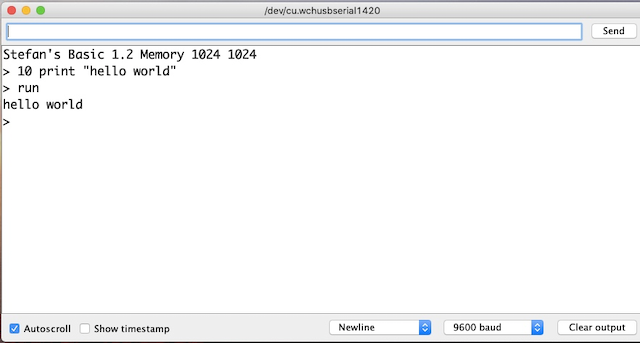 /dev/cu.wchusbserial1420
Send
Stefan's Basic 1.2 Memory 1024 1024
> 10 print "hello world"
> run
hello world
>
Autoscroll Show timestamp Newline 9600 baud Clear output